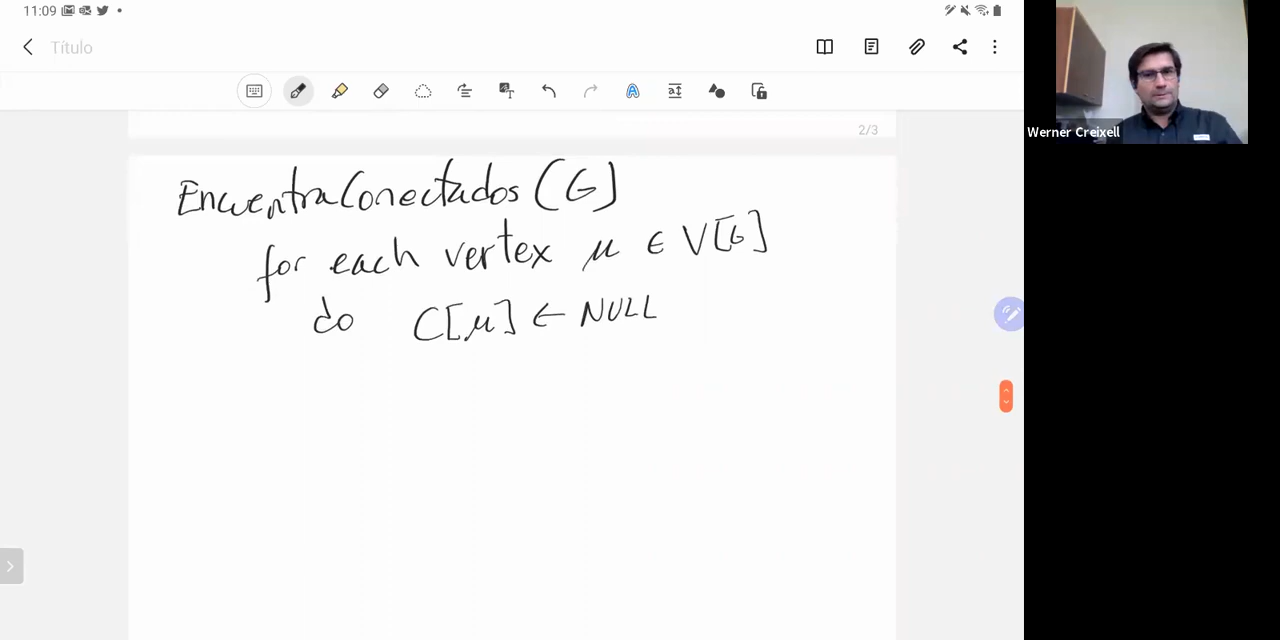 11:09
Título
2/3
EncuentraConectados (G)
for each vertex μ ∈ V[G]
do C[μ] ← NULL
Werner Creixell